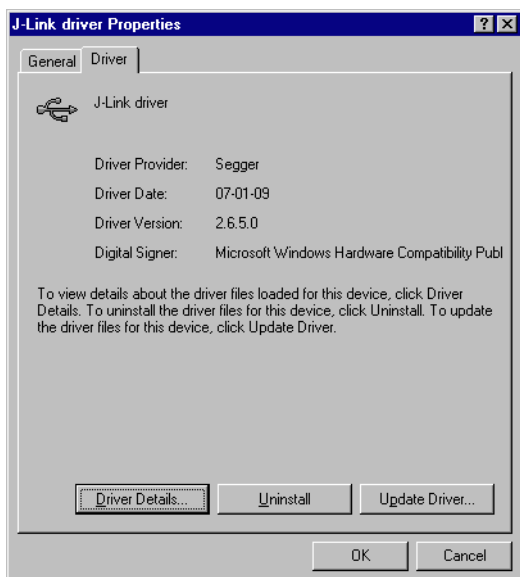 J-Link driver Properties
General Driver
J-Link driver
Driver Provider: Segger
Driver Date: 07-01-09
Driver Version: 2.6.5.0
Digital Signer: Microsoft Windows Hardware Compatibility Publ
To view details about the driver files loaded for this device, click Driver
Details. To uninstall the driver files for this device, click Uninstall. To update
the driver files for this device, click Update Driver.
Driver Details... Uninstall Update Driver...
OK Cancel